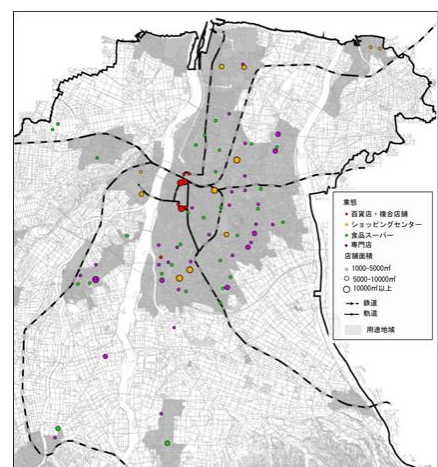 業態
百貨店・複合店舗
ショッピングセンター
食品スーパー
専門店
店舗面積
1000-5000㎡
5000-10000㎡
10000㎡以上
鉄道
軌道
用途地域